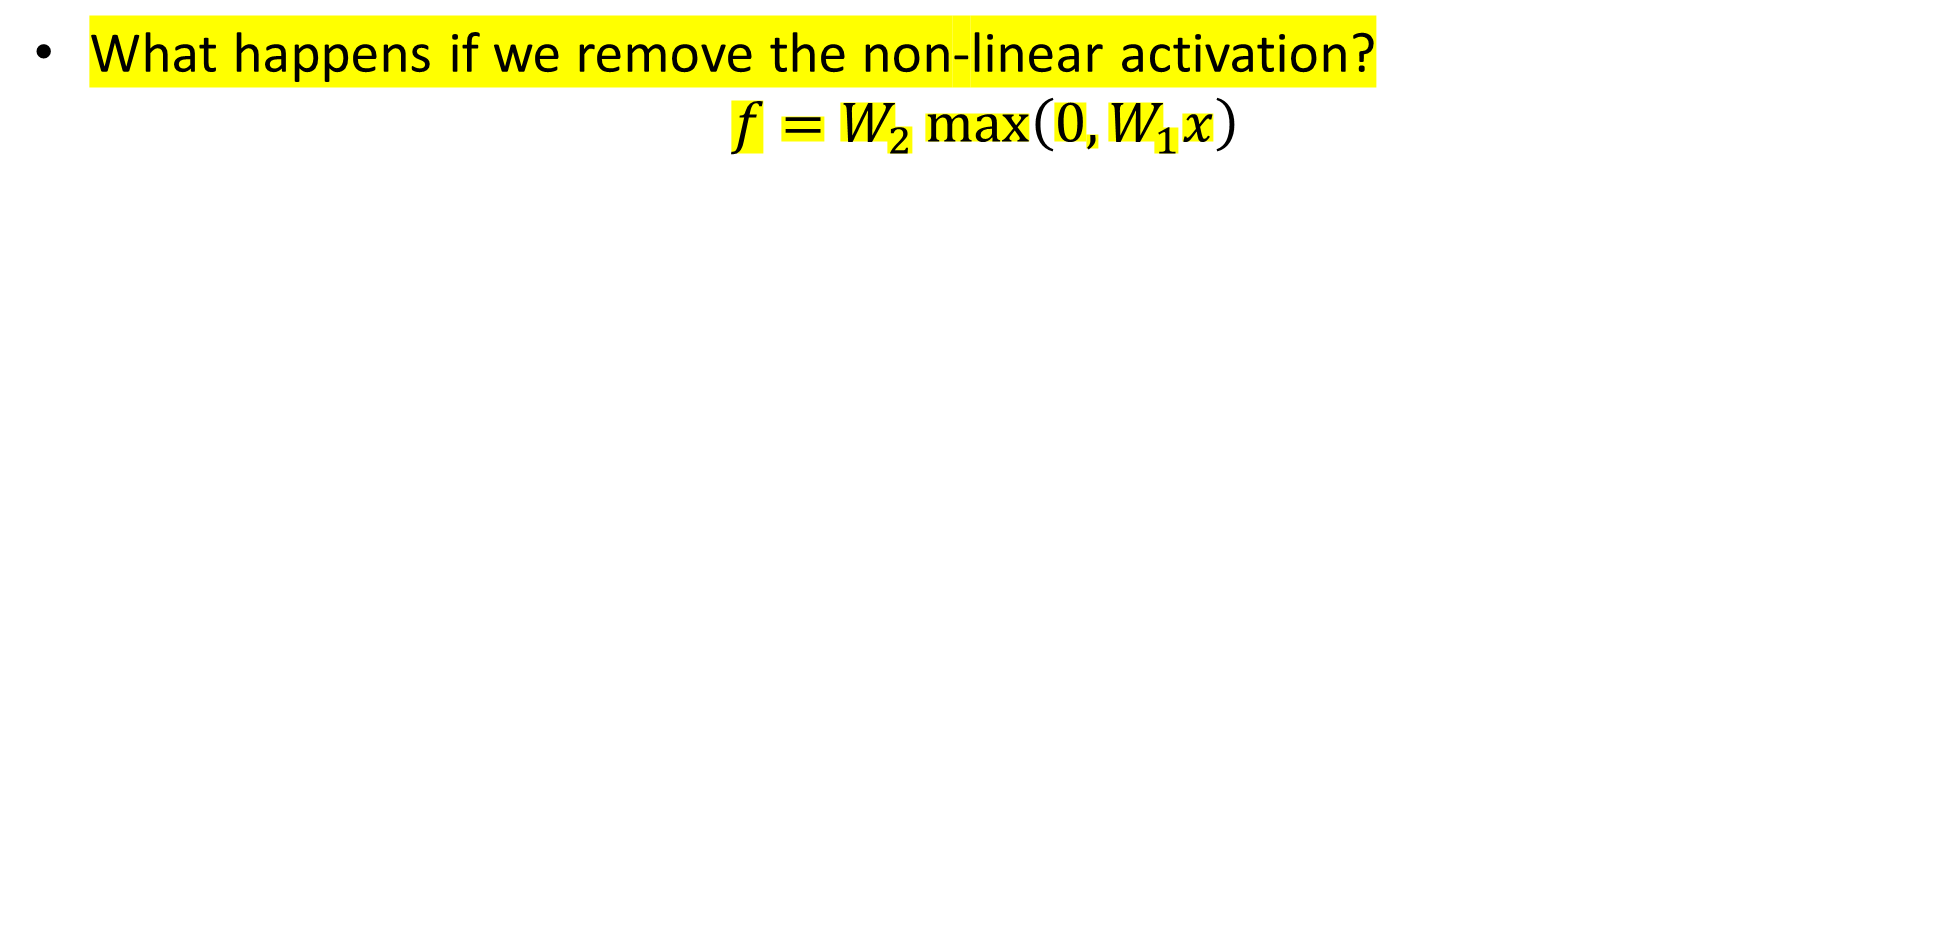 • What happens if we remove the non-linear activation?
f = W₂ max(0, W₁x)